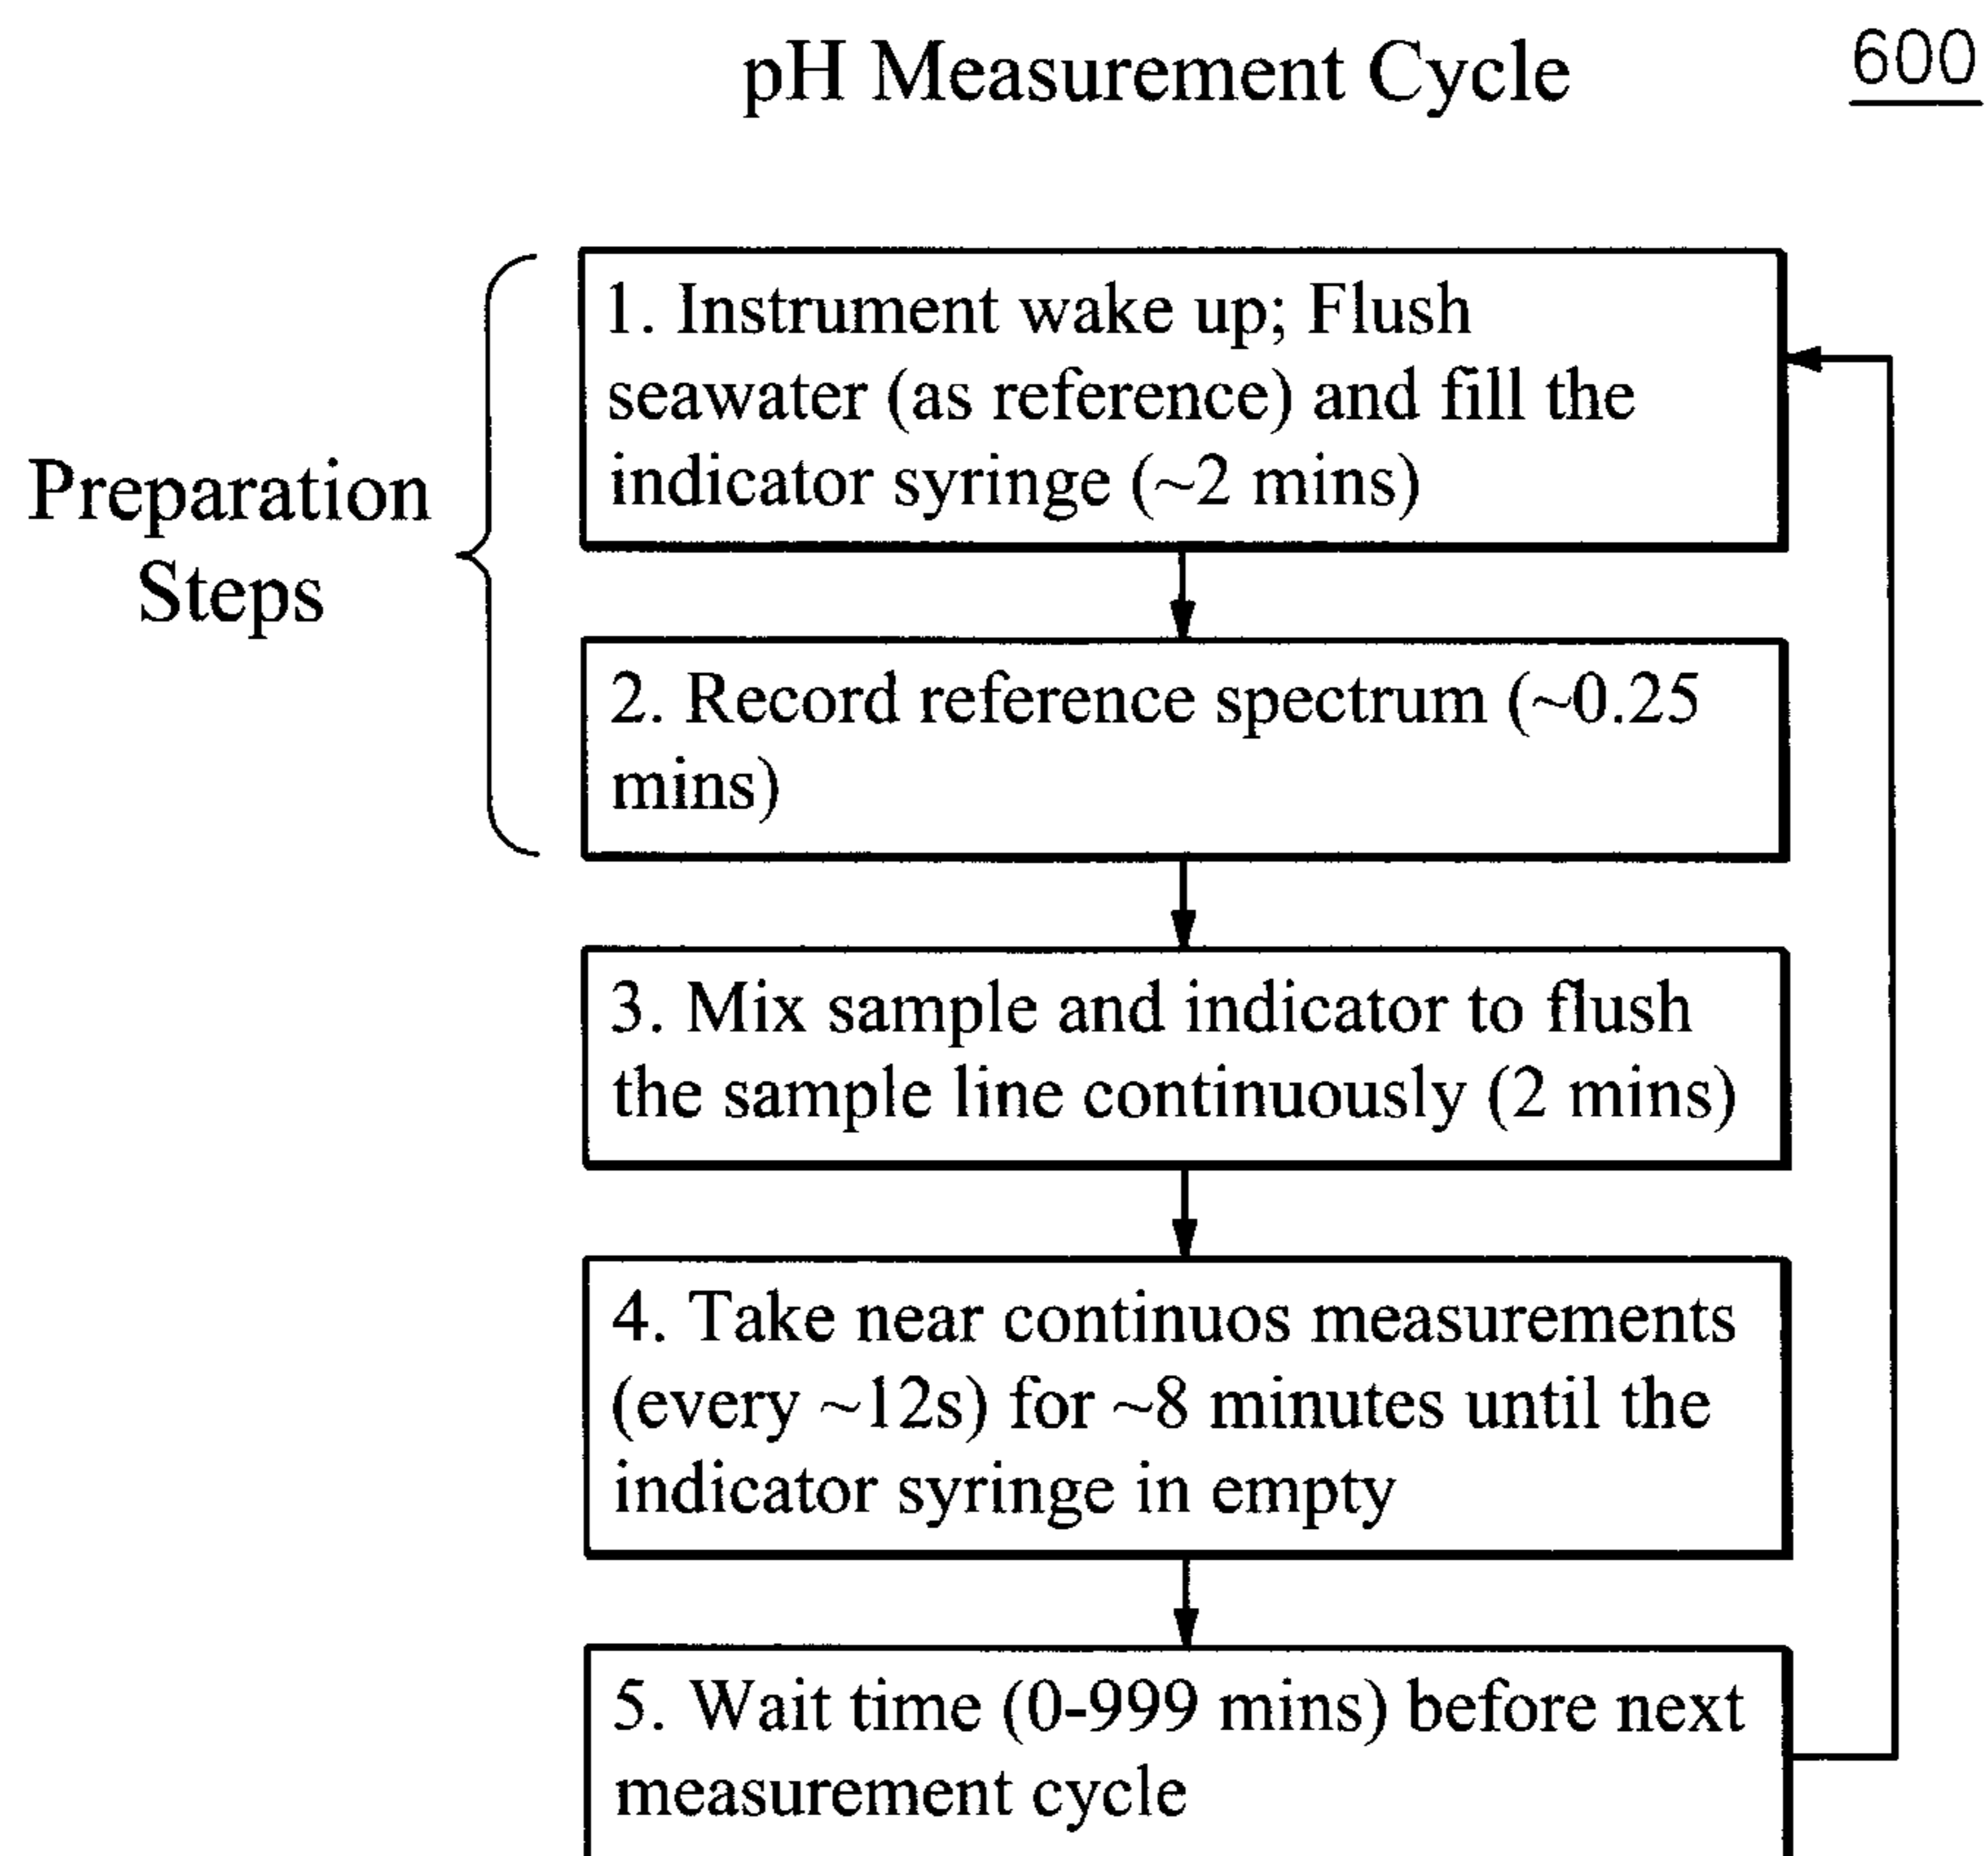 pH Measurement Cycle
600
Preparation
Steps
1. Instrument wake up; Flush
seawater (as reference) and fill the
indicator syringe (~2 mins)
2. Record reference spectrum (~0.25
mins)
3. Mix sample and indicator to flush
the sample line continuously (2 mins)
4. Take near continuos measurements
(every ~12s) for ~8 minutes until the
indicator syringe in empty
5. Wait time (0-999 mins) before next
measurement cycle